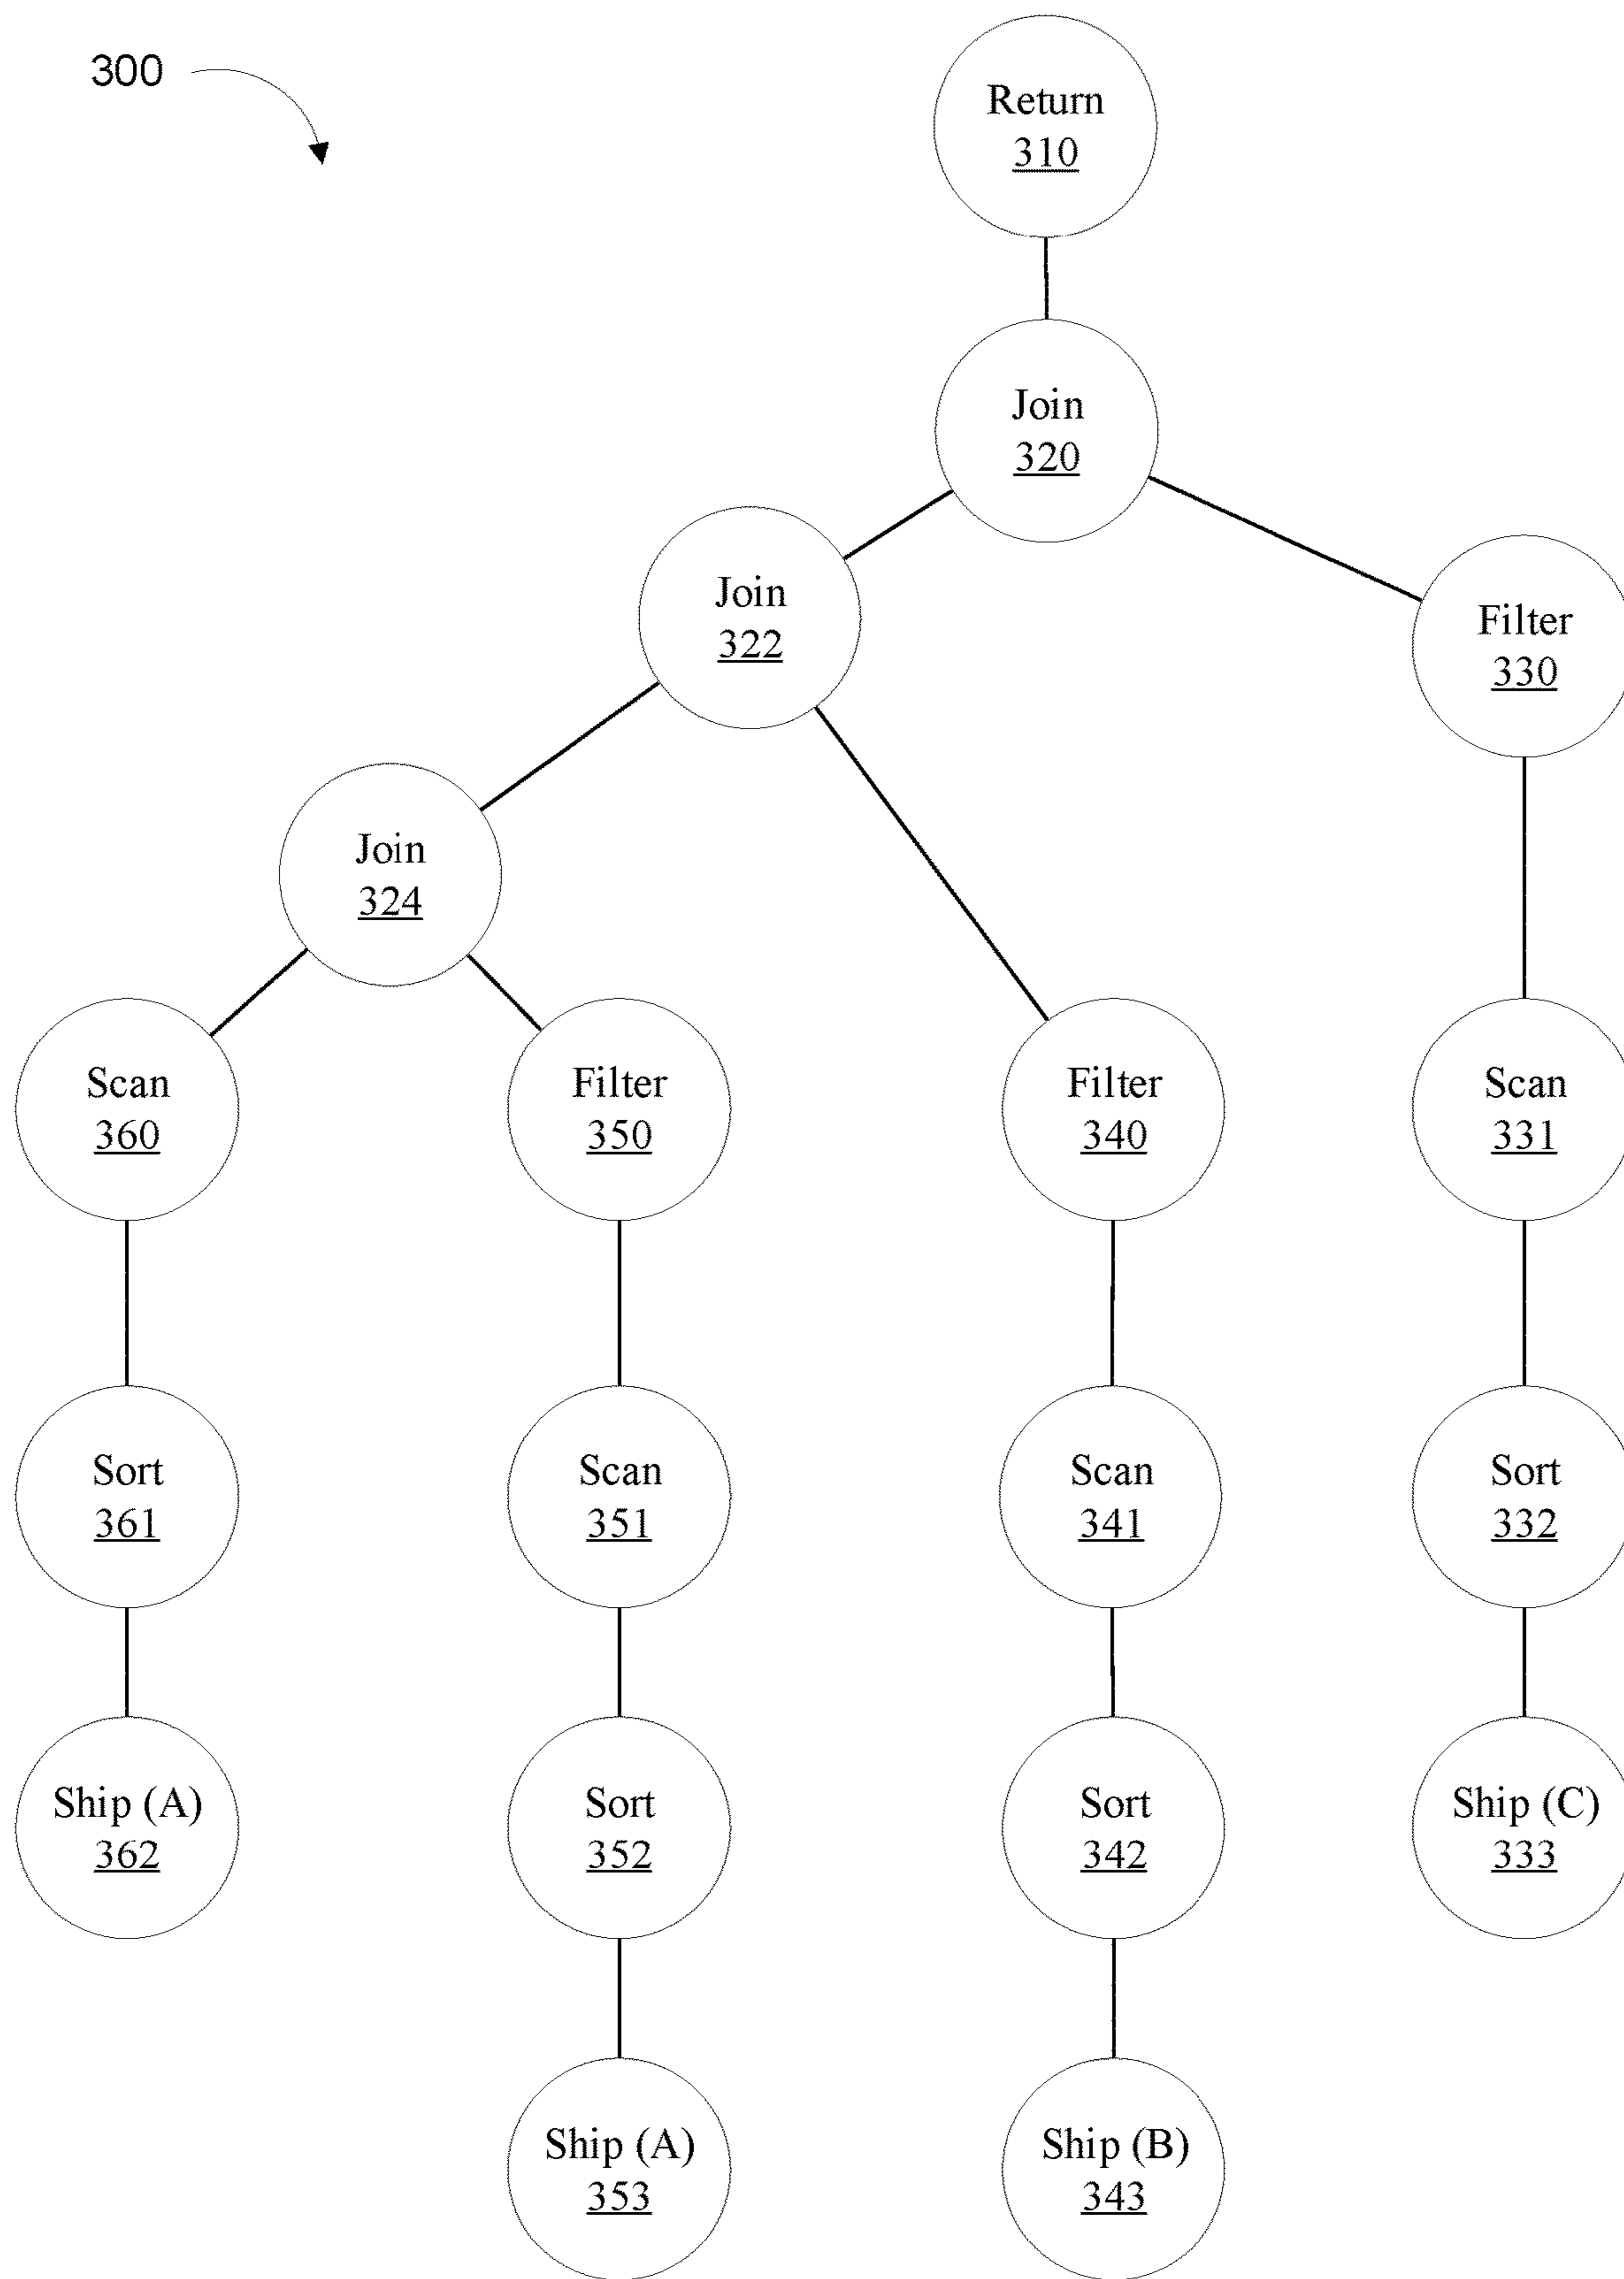 300
Return
310
Join
320
Join
322
Filter
330
Join
324
Scan
360
Filter
350
Filter
340
Scan
331
Sort
361
Scan
351
Scan
341
Sort
332
Ship (A)
362
Sort
352
Sort
342
Ship (C)
333
Ship (A)
353
Ship (B)
343